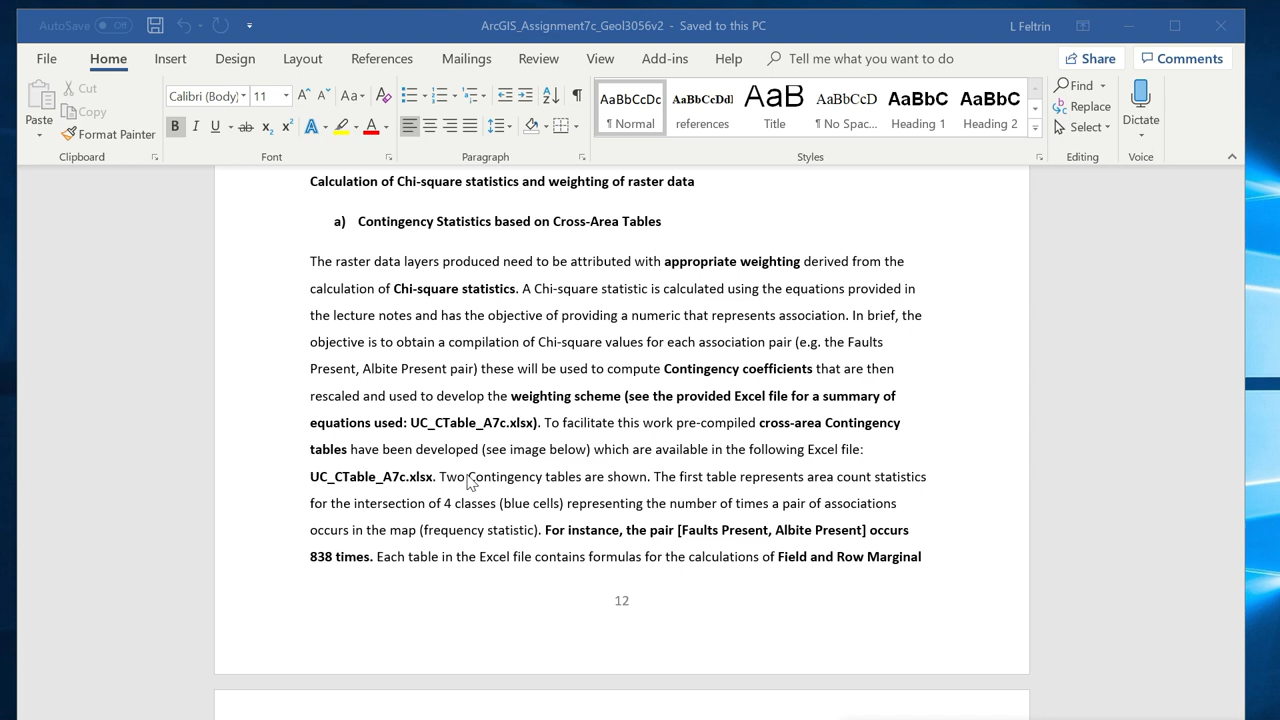 AutoSave Off
ArcGIS_Assignment7c_Geol3056v2 - Saved to this PC
L Feltrin
File Home Insert Design Layout References Mailings Review View Add-ins Help Tell me what you want to do Share Comments
Paste
Cut
Copy
Format Painter
Calibri (Body) 11
AaBbCcDc AaBbCcDdI AaB AaBbCcD AaBbC AaBbC
¶ Normal references Title ¶ No Spac... Heading 1 Heading 2
Find
Replace
Select
Dictate
Clipboard Font Paragraph Styles Editing Voice
Calculation of Chi-square statistics and weighting of raster data
a) Contingency Statistics based on Cross-Area Tables
The raster data layers produced need to be attributed with appropriate weighting derived from the
calculation of Chi-square statistics. A Chi-square statistic is calculated using the equations provided in
the lecture notes and has the objective of providing a numeric that represents association. In brief, the
objective is to obtain a compilation of Chi-square values for each association pair (e.g. the Faults
Present, Albite Present pair) these will be used to compute Contingency coefficients that are then
rescaled and used to develop the weighting scheme (see the provided Excel file for a summary of
equations used: UC_CTable_A7c.xlsx). To facilitate this work pre-compiled cross-area Contingency
tables have been developed (see image below) which are available in the following Excel file:
UC_CTable_A7c.xlsx. Two Contingency tables are shown. The first table represents area count statistics
for the intersection of 4 classes (blue cells) representing the number of times a pair of associations
occurs in the map (frequency statistic). For instance, the pair [Faults Present, Albite Present] occurs
838 times. Each table in the Excel file contains formulas for the calculations of Field and Row Marginal
12